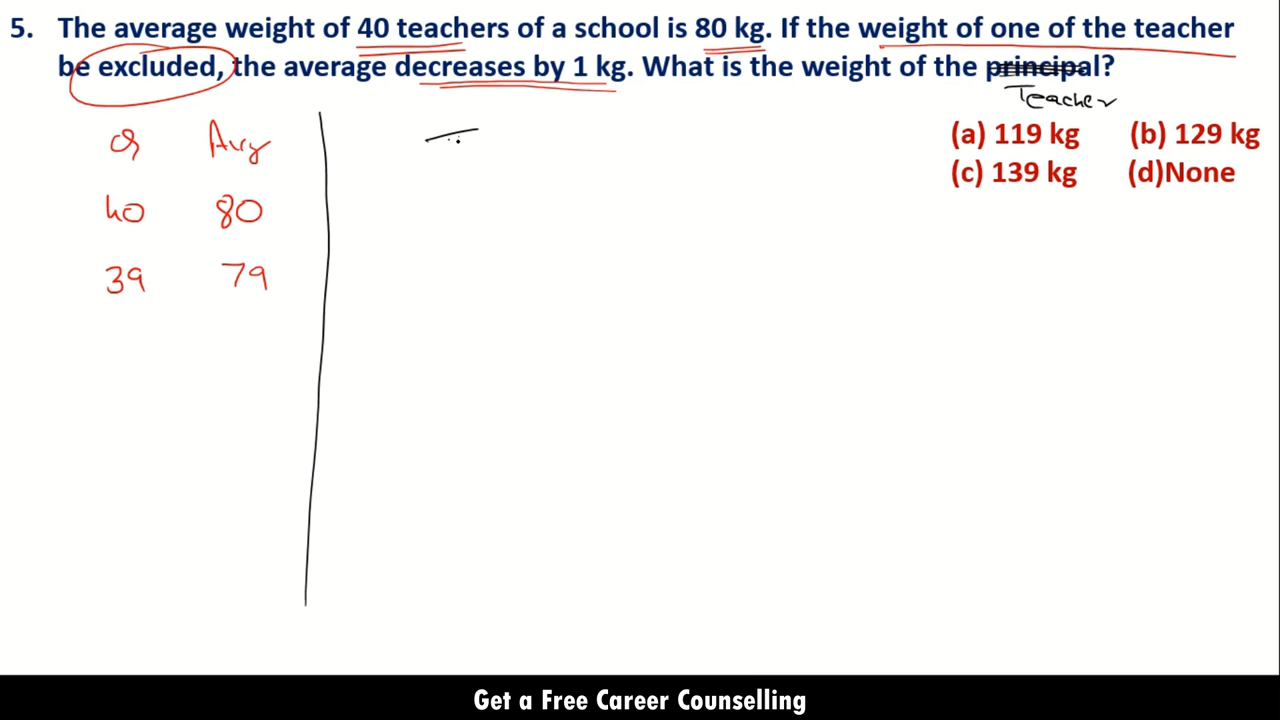 5. The average weight of 40 teachers of a school is 80 kg. If the weight of one of the teacher
be excluded, the average decreases by 1 kg. What is the weight of the principal?
Teacher
(a) 119 kg (b) 129 kg
(c) 139 kg (d)None
Avg
40 80
39 79
Get a Free Career Counselling